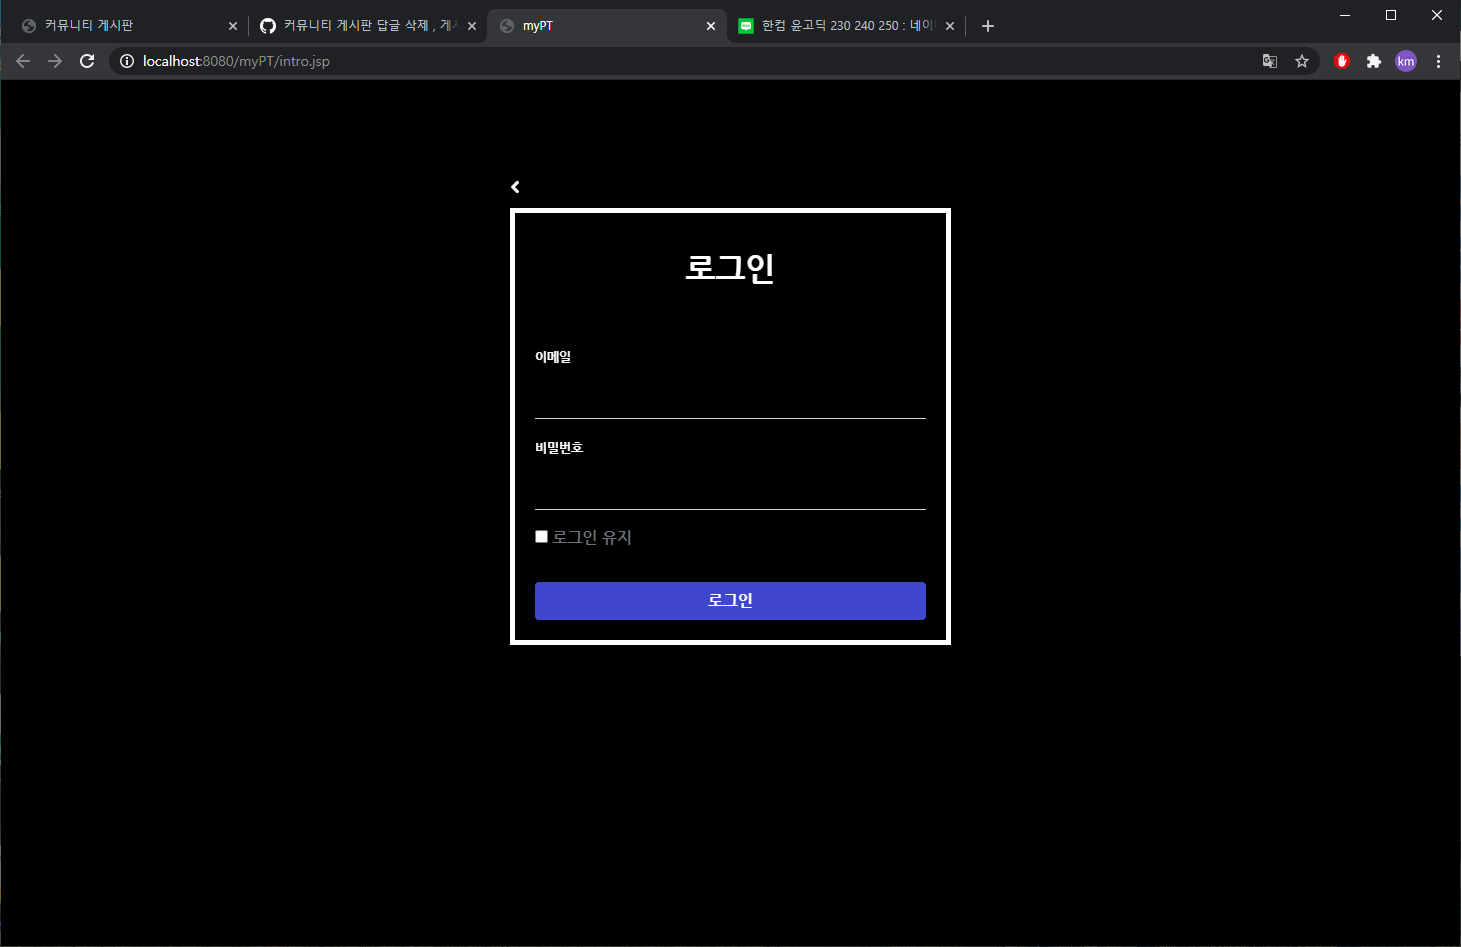 커뮤니티 게시판
커뮤니티 게시판 답글 삭제 , 게시
myPT
한컴 윤고딕 230 240 250 : 네이
localhost:8080/myPT/intro.jsp
km
로그인
이메일
비밀번호
로그인 유지
로그인